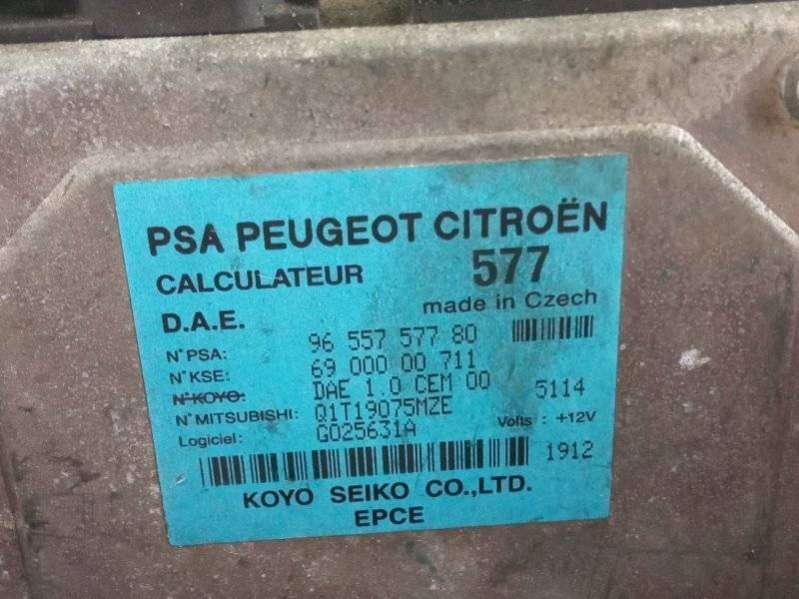 PSA PEUGEOT CITROËN
CALCULATEUR 577
D.A.E. made in Czech
N°PSA: 96 557 577 80
N°KSE: 69 000 00 711
N°KOYO: DAE 1.0 CEM 00 5114
N°MITSUBISHI: Q1T19075MZE Volts : +12V
Logiciel: G025631A
1912
KOYO SEIKO CO.,LTD.
EPCE